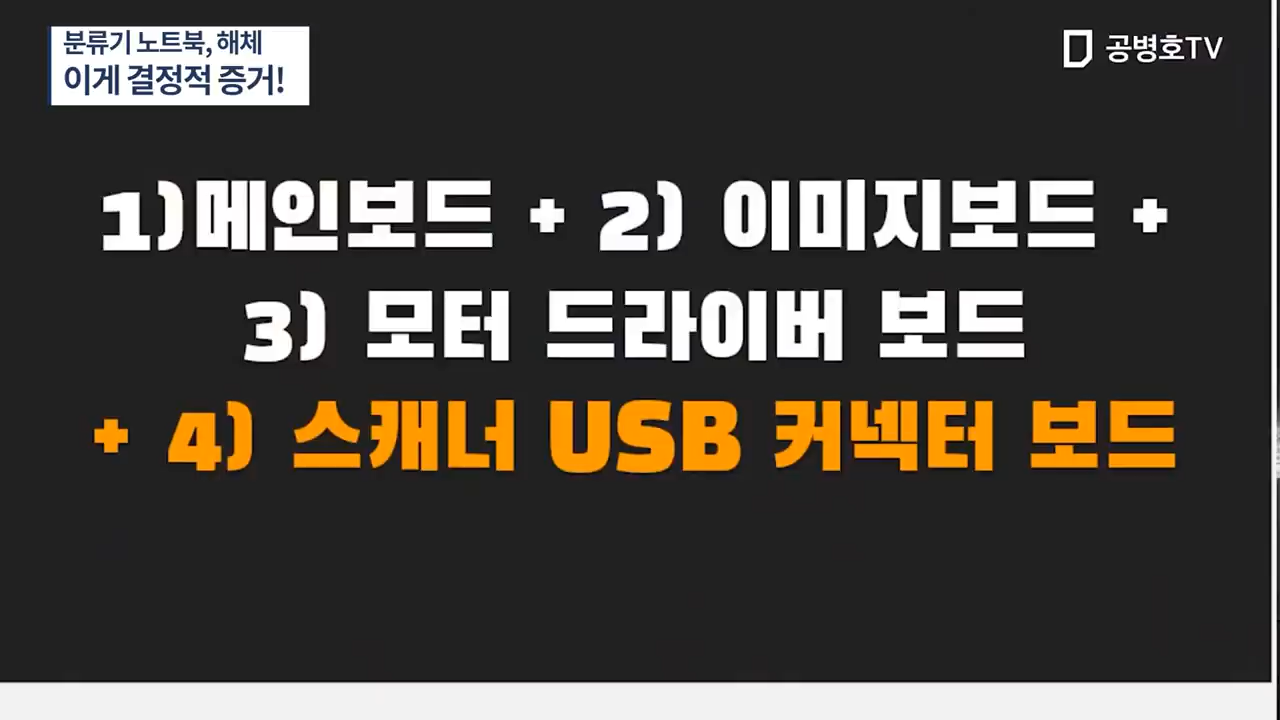 분류기 노트북, 해체
이게 결정적 증거!
공병호TV
1)메인보드 + 2) 이미지보드 +
3) 모터 드라이버 보드
+ 4) 스캐너 USB 커넥터 보드